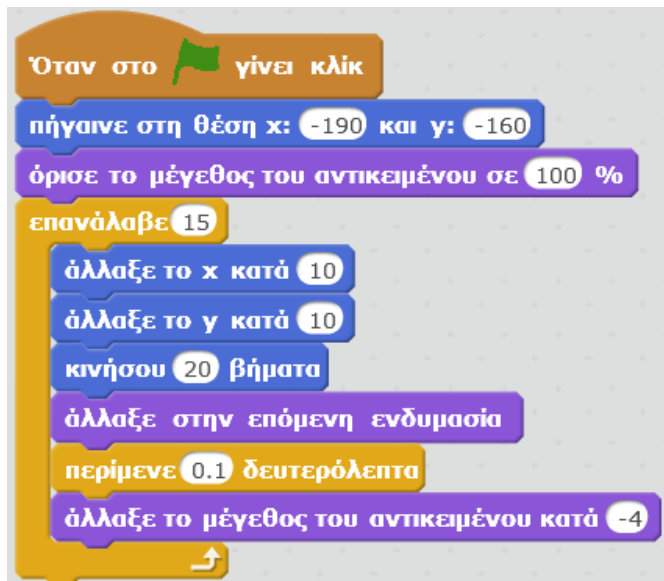 Όταν στο γίνει κλίκ
πήγαινε στη θέση x: -190 και y: -160
όρισε το μέγεθος του αντικειμένου σε 100 %
επανάλαβε 15
άλλαξε το x κατά 10
άλλαξε το y κατά 10
κινήσου 20 βήματα
άλλαξε στην επόμενη ενδυμασία
περίμενε 0.1 δευτερόλεπτα
άλλαξε το μέγεθος του αντικειμένου κατά -4